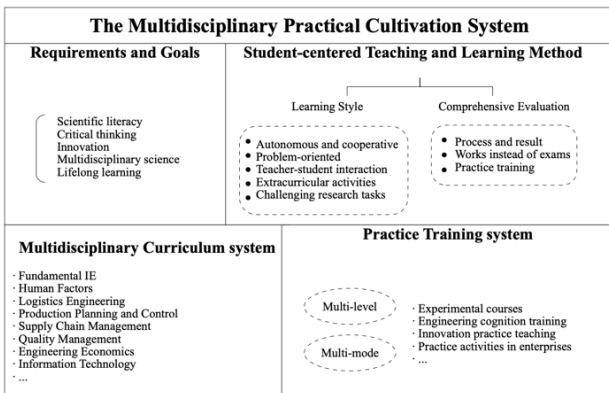 The Multidisciplinary Practical Cultivation System
Requirements and Goals
Scientific literacy
Critical thinking
Innovation
Multidisciplinary science
Lifelong learning
Student-centered Teaching and Learning Method
Learning Style
• Autonomous and cooperative
• Problem-oriented
• Teacher-student interaction
• Extracurricular activities
• Challenging research tasks
Comprehensive Evaluation
• Process and result
• Works instead of exams
• Practice training
Multidisciplinary Curriculum system
· Fundamental IE
· Human Factors
· Logistics Engineering
· Production Planning and Control
· Supply Chain Management
· Quality Management
· Engineering Economics
· Information Technology
· ...
Practice Training system
Multi-level
Multi-mode
· Experimental courses
· Engineering cognition training
· Innovation practice teaching
· Practice activities in enterprises
· ...